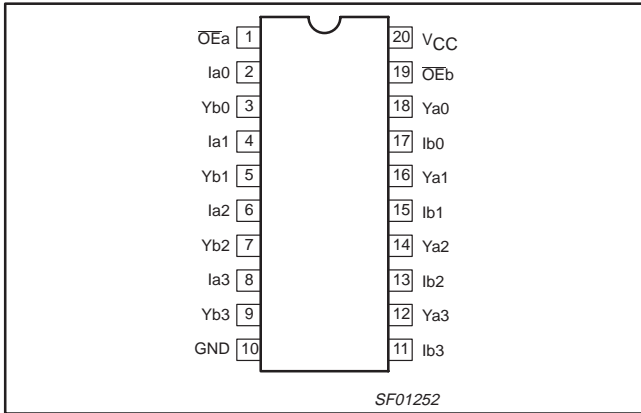 O̅E̅a 1 20 VCC
Ia0 2 19 O̅E̅b
Yb0 3 18 Ya0
Ia1 4 17 Ib0
Yb1 5 16 Ya1
Ia2 6 15 Ib1
Yb2 7 14 Ya2
Ia3 8 13 Ib2
Yb3 9 12 Ya3
GND 10 11 Ib3
SF01252